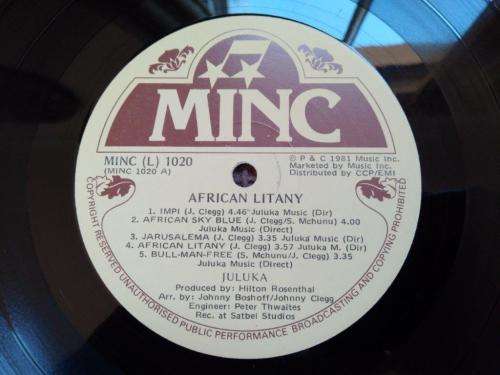 MINC
MINC (L) 1020
(MINC 1020 A)
℗ P & C 1981 Music Inc.
Marketed by Music Inc.
Distributed by CCP/EMI
AFRICAN LITANY
1. IMPI (J. Clegg) 4.46' Juluka Music (Dir)
2. AFRICAN SKY BLUE (J. Clegg/S. Mchunu) 4.00
Juluka Music (Direct)
3. JARUSALEMA (J. Clegg) 3.35 Juluka Music (Dir)
4. AFRICAN LITANY (J. Clegg) 3.57 Juluka M. (Dir)
5. BULL-MAN-FREE (S. Mchunu/J. Clegg) 3.35
Juluka Music (Direct)
JULUKA
Produced by: Hilton Rosenthal
Arr. by: Johnny Boshoff/Johnny Clegg
Engineer: Peter Thwaites
Rec. at Satbel Studios
ALL RIGHTS RESERVED UNAUTHORISED PUBLIC PERFORMANCE BROADCASTING AND COPYING PROHIBITED